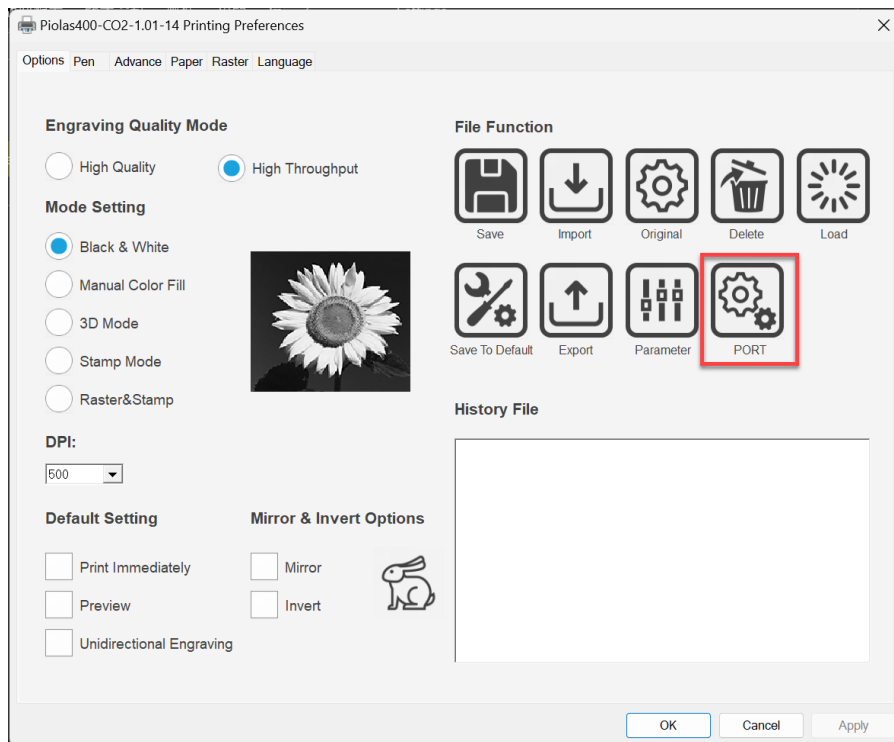 Piolas400-CO2-1.01-14 Printing Preferences
Options Pen Advance Paper Raster Language
Engraving Quality Mode
High Quality High Throughput
Mode Setting
Black & White
Manual Color Fill
3D Mode
Stamp Mode
Raster&Stamp
DPI:
500
Default Setting
Print Immediately
Preview
Unidirectional Engraving
Mirror & Invert Options
Mirror
Invert
File Function
Save Import Original Delete Load
Save To Default Export Parameter PORT
History File
OK Cancel Apply